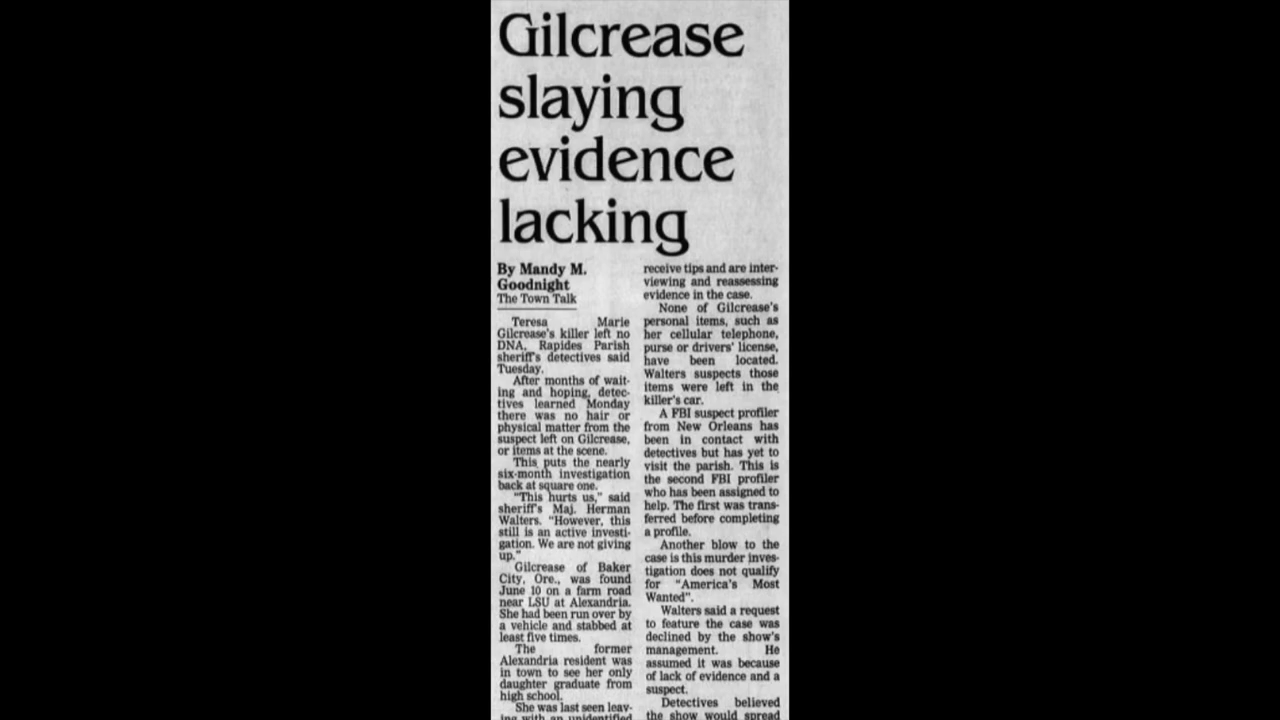 Gilcrease
slaying
evidence
lacking
By Mandy M.
Goodnight
The Town Talk
Teresa Marie
Gilcrease's killer left no
DNA, Rapides Parish
sheriff's detectives said
Tuesday.
After months of wait-
ing and hoping, detec-
tives learned Monday
there was no hair or
physical matter from the
suspect left on Gilcrease,
or items at the scene.
This puts the nearly
six-month investigation
back at square one.
"This hurts us," said
sheriff's Maj. Herman
Walters. "However, this
still is an active investi-
gation. We are not giving
up."
Gilcrease of Baker
City, Ore., was found
June 10 on a farm road
near LSU at Alexandria.
She had been run over by
a vehicle and stabbed at
least five times.
The former
Alexandria resident was
in town to see her only
daughter graduate from
high school.
She was last seen leav-
ing with an unidentified
receive tips and are inter-
viewing and reassessing
evidence in the case.
None of Gilcrease's
personal items, such as
her cellular telephone,
purse or drivers' license,
have been located.
Walters suspects those
items were left in the
killer's car.
A FBI suspect profiler
from New Orleans has
been in contact with
detectives but has yet to
visit the parish. This is
the second FBI profiler
who has been assigned to
help. The first was trans-
ferred before completing
a profile.
Another blow to the
case is this murder inves-
tigation does not qualify
for "America's Most
Wanted".
Walters said a request
to feature the case was
declined by the show's
management. He
assumed it was because
of lack of evidence and a
suspect.
Detectives believed
the show would spread